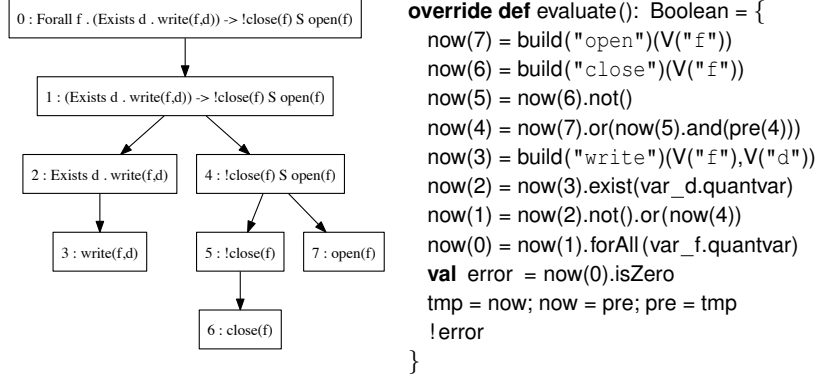 0 : Forall f . (Exists d . write(f,d)) -> !close(f) S open(f)
1 : (Exists d . write(f,d)) -> !close(f) S open(f)
2 : Exists d . write(f,d)
4 : !close(f) S open(f)
3 : write(f,d)
5 : !close(f)
7 : open(f)
6 : close(f)
override def evaluate(): Boolean = {
now(7) = build("open")(V("f"))
now(6) = build("close")(V("f"))
now(5) = now(6).not()
now(4) = now(7).or(now(5).and(pre(4)))
now(3) = build("write")(V("f"),V("d"))
now(2) = now(3).exist(var_d.quantvar)
now(1) = now(2).not().or(now(4))
now(0) = now(1).forAll(var_f.quantvar)
val error = now(0).isZero
tmp = now; now = pre; pre = tmp
!error
}